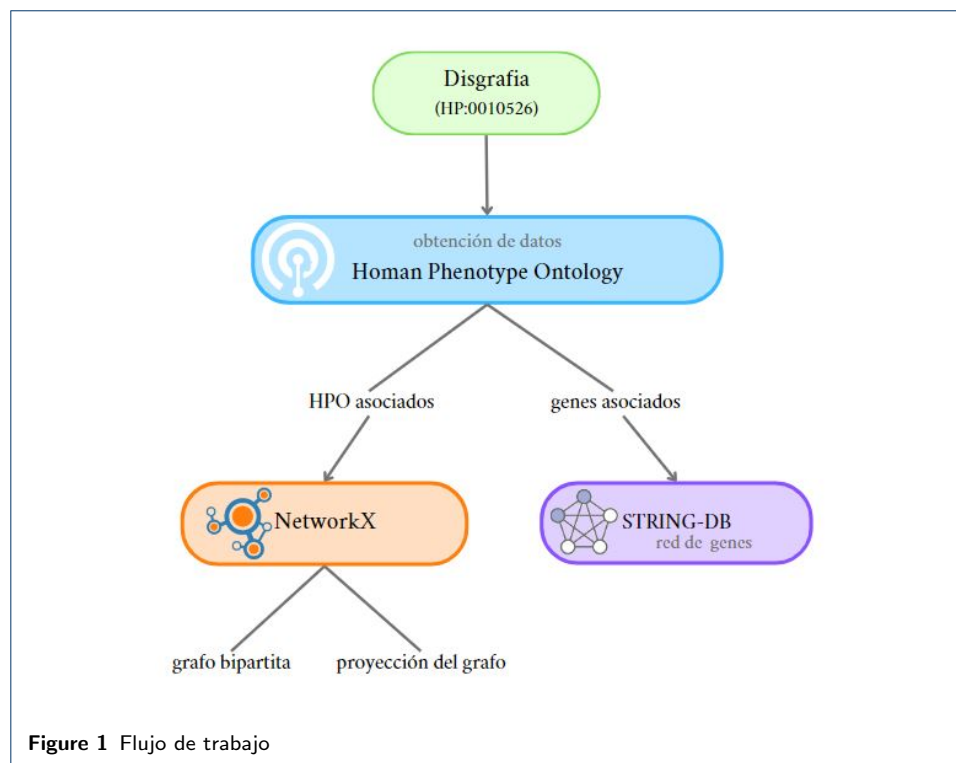 Disgrafia
(HP:0010526)
obtención de datos
Homan Phenotype Ontology
HPO asociados
genes asociados
NetworkX
STRING-DB
red de genes
grafo bipartita
proyección del grafo
Figure 1 Flujo de trabajo